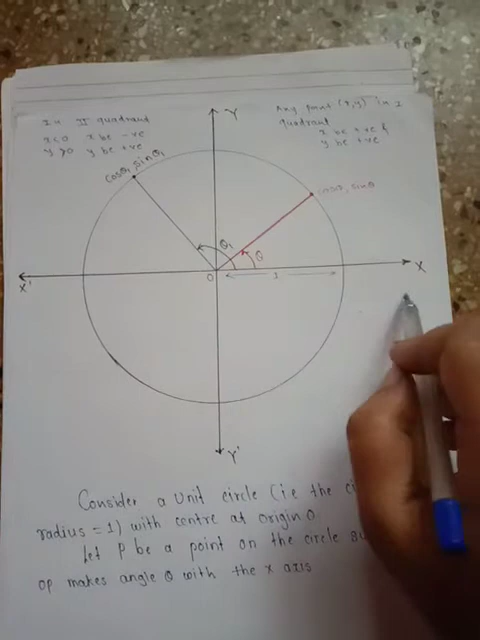 In II quadrant
x<0 x be -ve
y>0 y be +ve
Any point (x,y) in I
quadrant
x be +ve &
y be +ve
Y
cosθ₁, sinθ₁
cosθ, sinθ
θ₁
θ
X'
O
1
X
Y'
Consider a unit circle (i.e the
radius = 1) with centre at origin O
Let P be a point on the circle
OP makes angle θ with the x axis